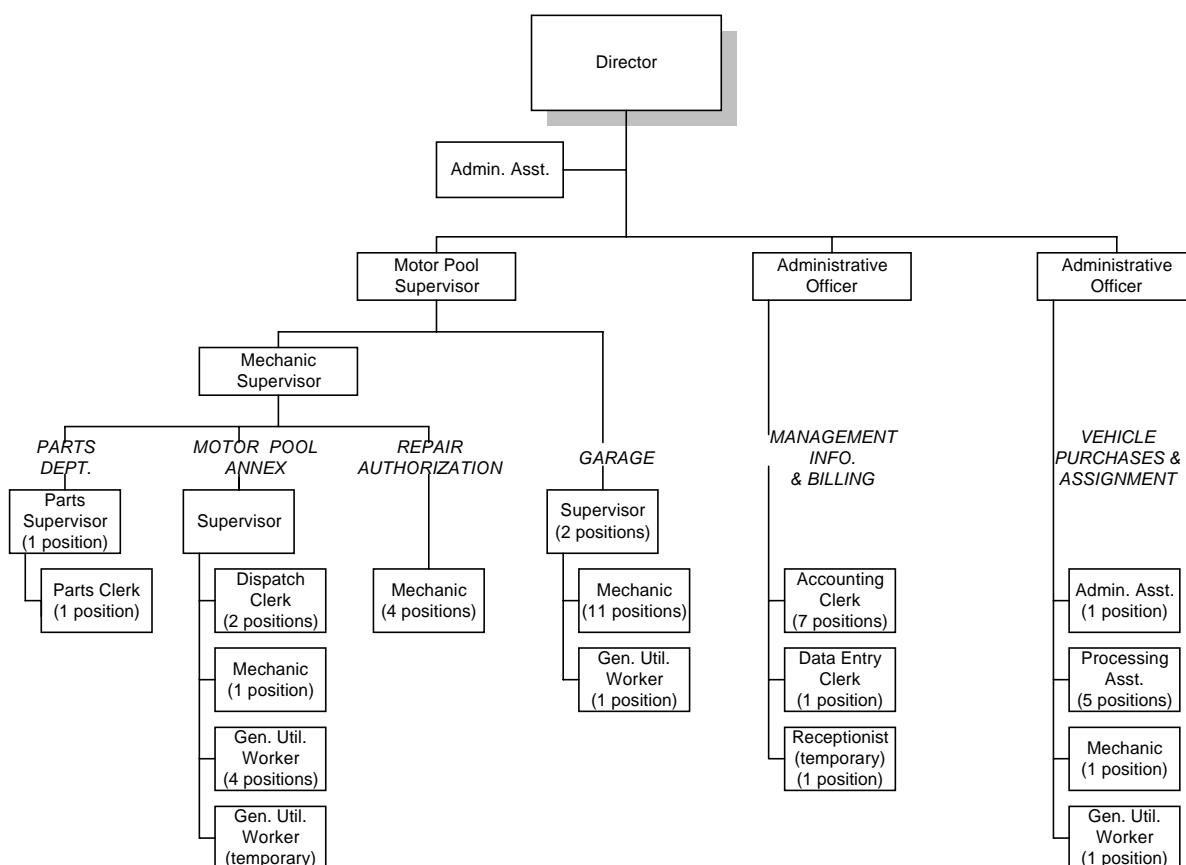 Director
Admin. Asst.
Motor Pool
Supervisor
Administrative
Officer
Administrative
Officer
Mechanic
Supervisor
PARTS
DEPT.
MOTOR POOL
ANNEX
REPAIR
AUTHORIZATION
GARAGE
MANAGEMENT
INFO.
& BILLING
VEHICLE
PURCHASES &
ASSIGNMENT
Parts
Supervisor
(1 position)
Supervisor
Supervisor
(2 positions)
Parts Clerk
(1 position)
Dispatch
Clerk
(2 positions)
Mechanic
(4 positions)
Mechanic
(11 positions)
Accounting
Clerk
(7 positions)
Admin. Asst.
(1 position)
Mechanic
(1 position)
Gen. Util.
Worker
(1 position)
Data Entry
Clerk
(1 position)
Processing
Asst.
(5 positions)
Gen. Util.
Worker
(4 positions)
Receptionist
(temporary)
(1 position)
Mechanic
(1 position)
Gen. Util.
Worker
(temporary)
Gen. Util.
Worker
(1 position)